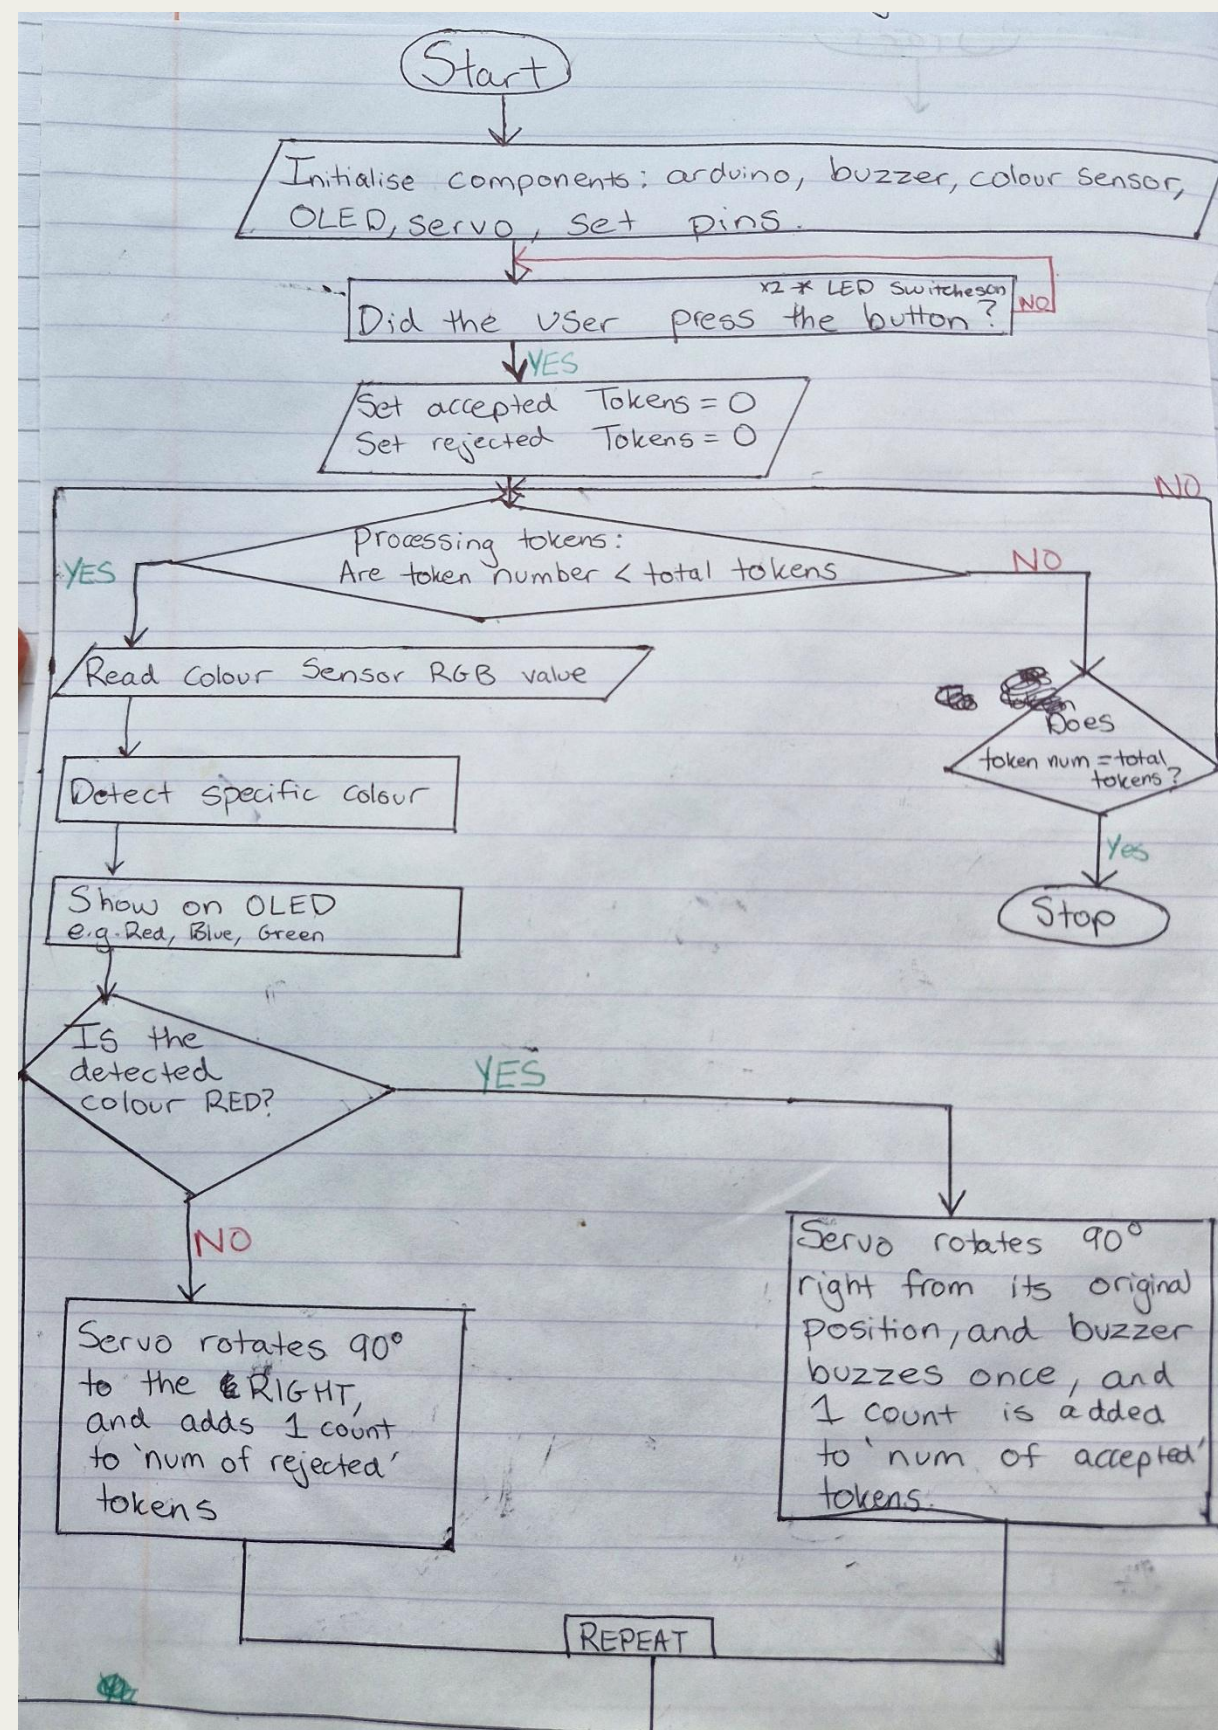 Start
Initialise components: arduino, buzzer, colour sensor,
OLED, servo, set pins.
x2 * LED switches on
Did the user press the button?
NO
YES
Set accepted Tokens = 0
Set rejected Tokens = 0
NO
Processing tokens:
Are token number < total tokens
YES
NO
Read colour Sensor RGB value
Does
token num = total
tokens?
Detect specific colour
Yes
Show on OLED
e.g. Red, Blue, Green
Stop
Is the
detected
colour RED?
YES
NO
Servo rotates 90°
right from its original
position, and buzzer
buzzes once, and
1 count is added
to 'num of accepted'
tokens.
Servo rotates 90°
to the RIGHT,
and adds 1 count
to 'num of rejected'
tokens
REPEAT